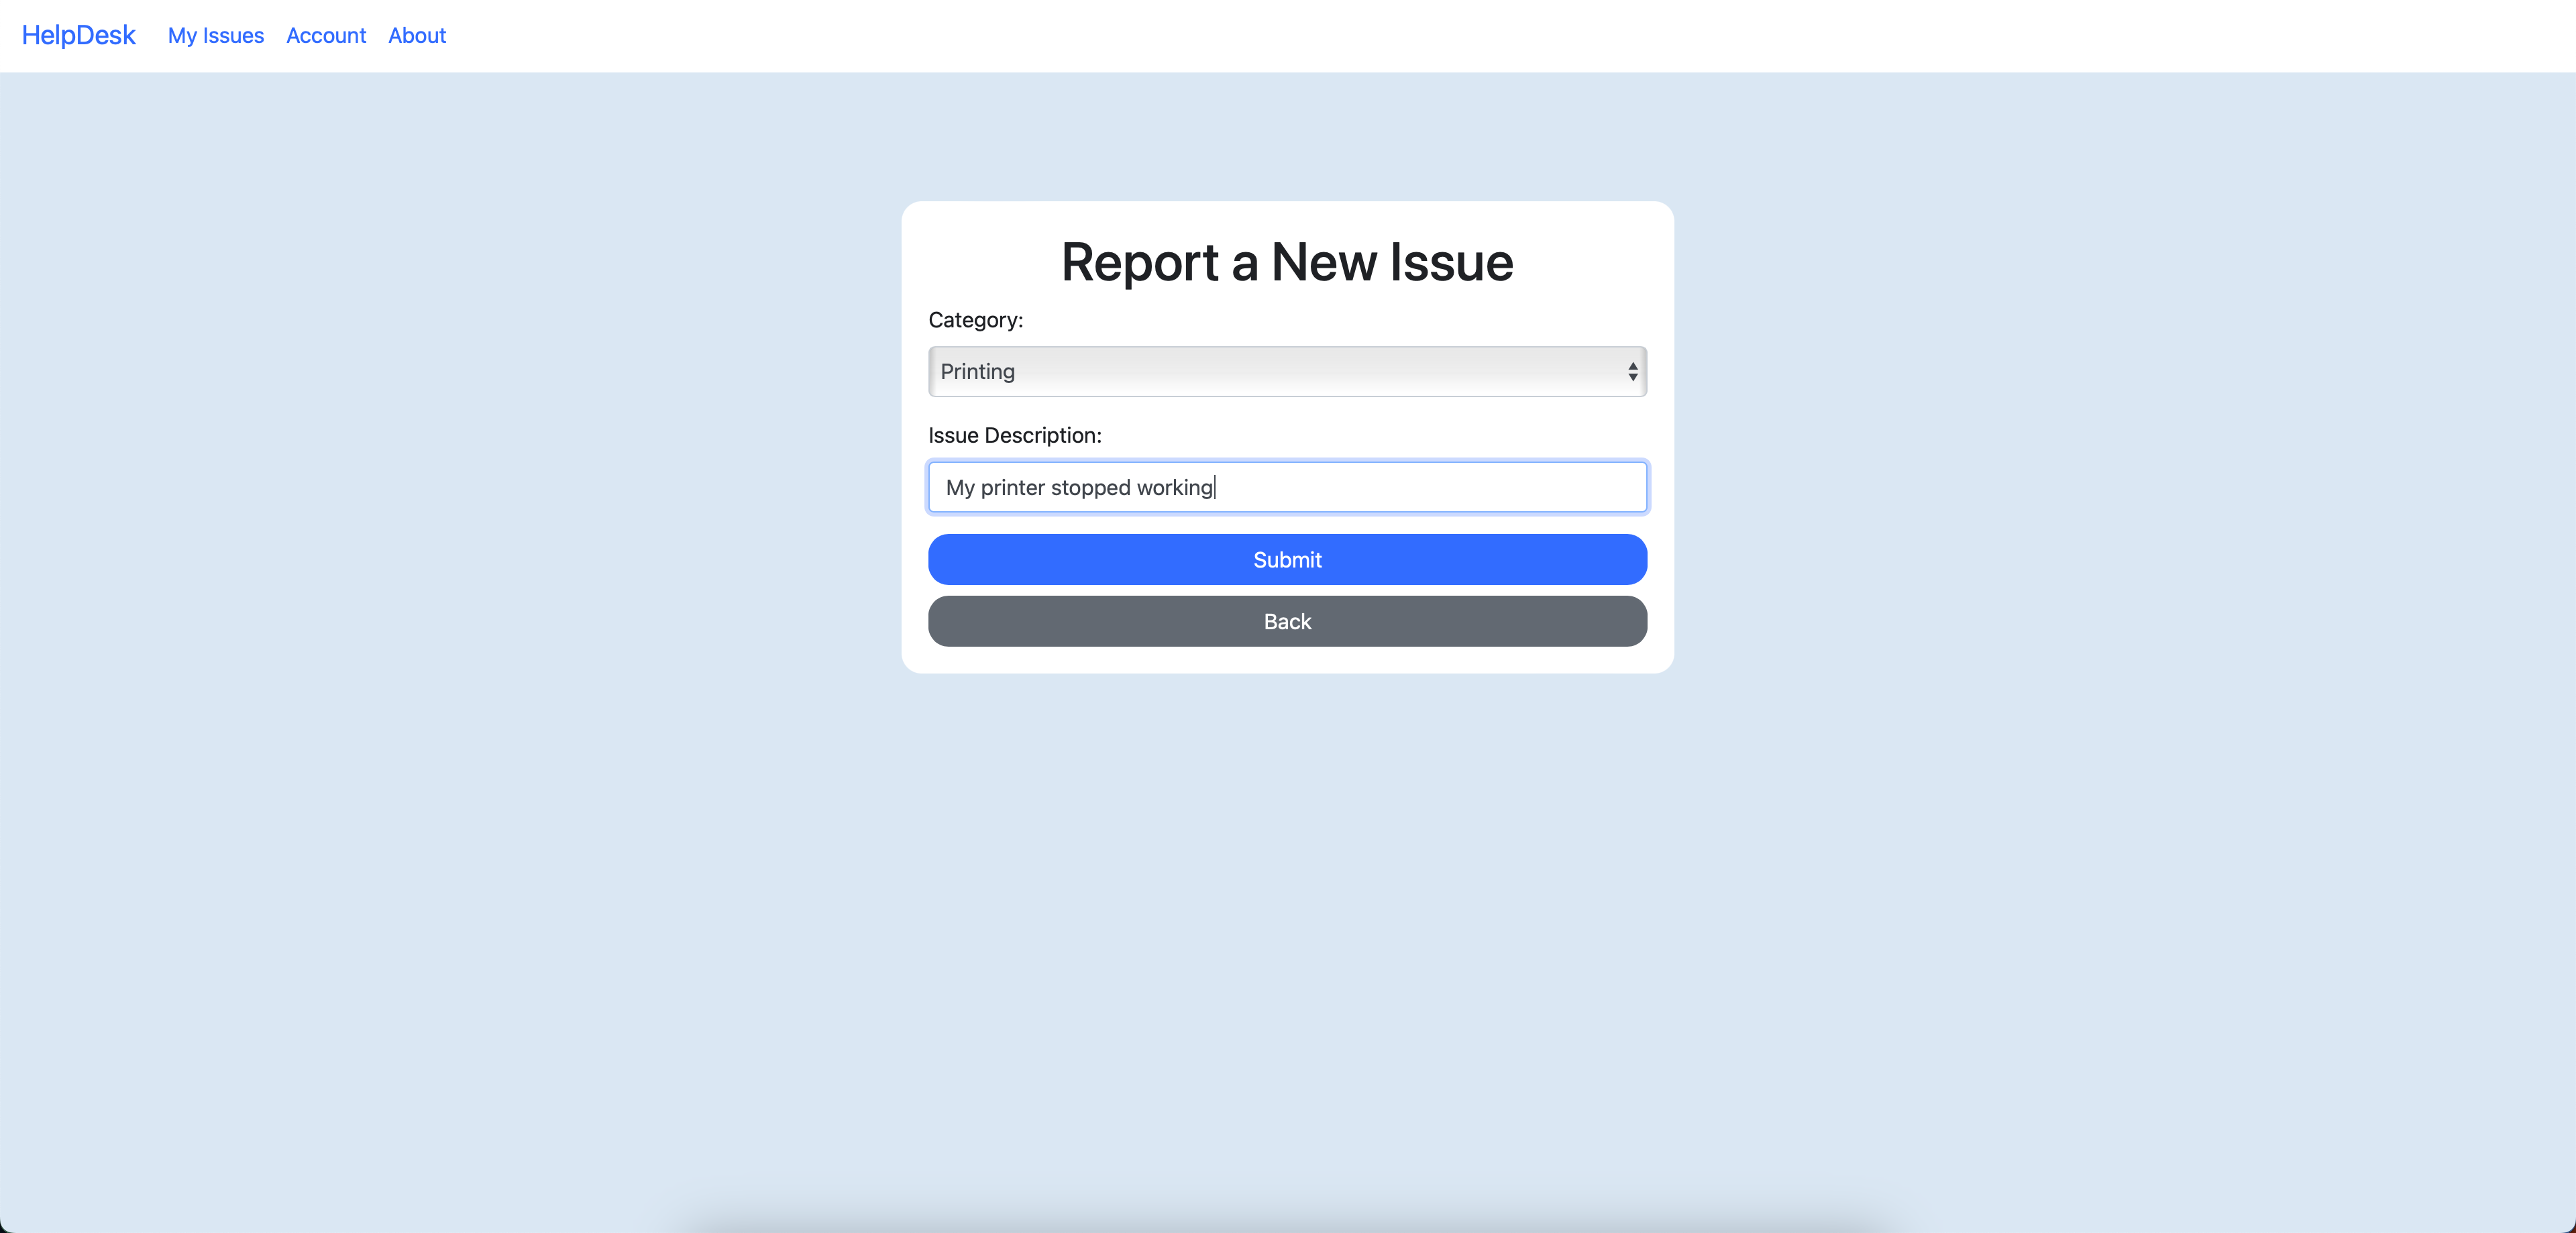 HelpDesk My Issues Account About
Report a New Issue
Category:
Printing
Issue Description:
My printer stopped working
Submit
Back